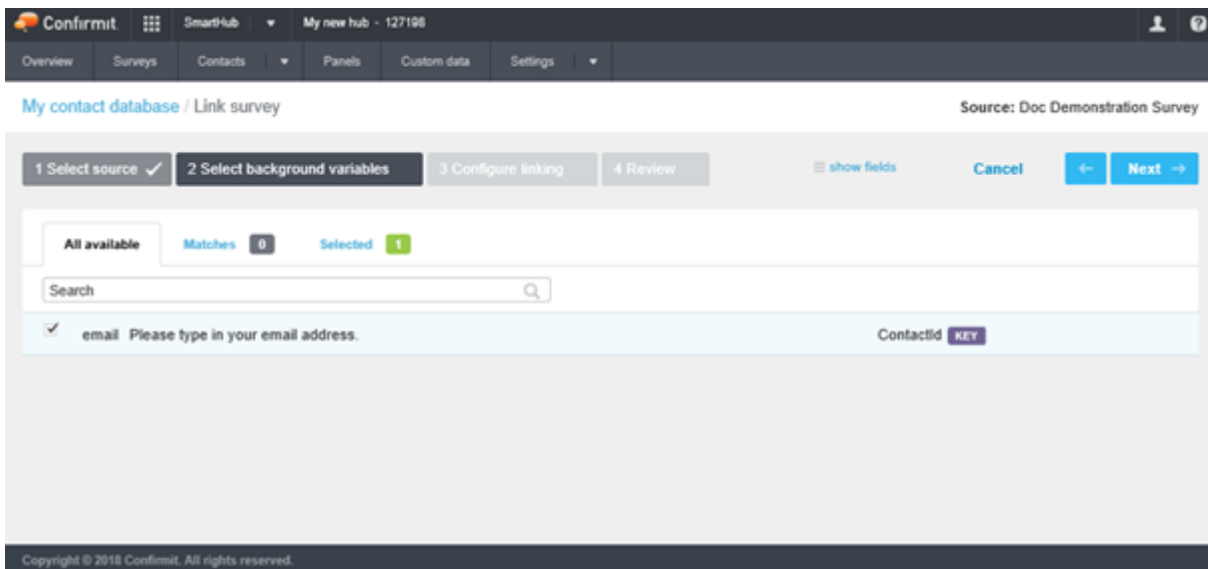 Confirmit. SmartHub My new hub - 127198
Overview Surveys Contacts Panels Custom data Settings
My contact database / Link survey Source: Doc Demonstration Survey
1 Select source 2 Select background variables 3 Configure linking 4 Review show fields Cancel Next
All available Matches 0 Selected 1
Search
email Please type in your email address. ContactId KEY
Copyright © 2018 Confirmit. All rights reserved.